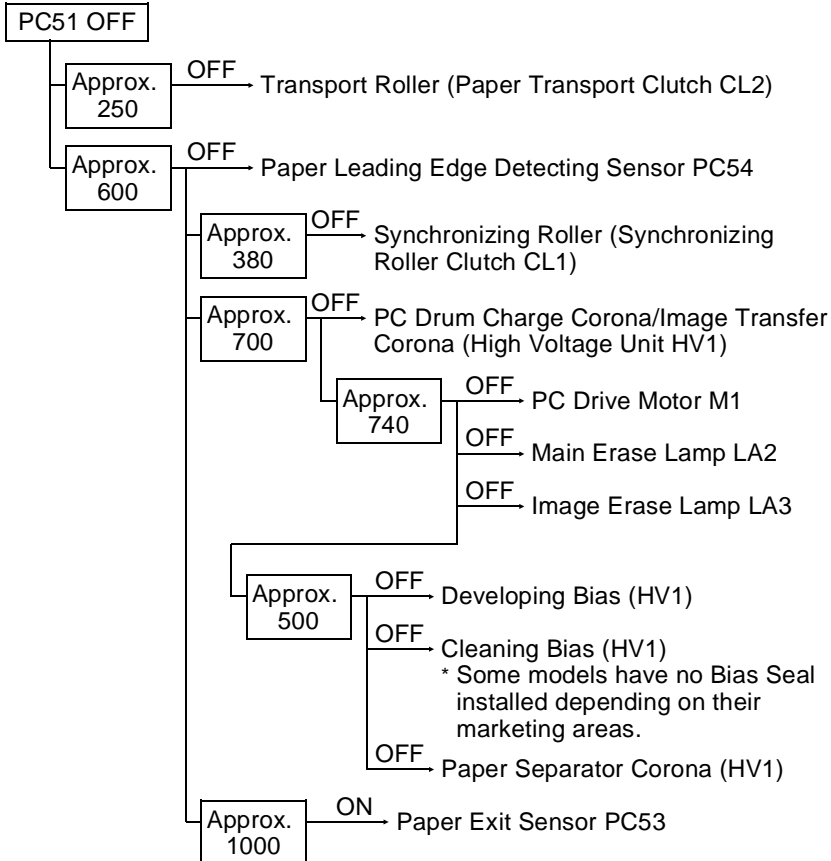 PC51 OFF
Approx.
250
OFF
Transport Roller (Paper Transport Clutch CL2)
Approx.
600
OFF
Paper Leading Edge Detecting Sensor PC54
Approx.
380
OFF
Synchronizing Roller (Synchronizing
Roller Clutch CL1)
Approx.
700
OFF
PC Drum Charge Corona/Image Transfer
Corona (High Voltage Unit HV1)
Approx.
740
OFF
PC Drive Motor M1
OFF
Main Erase Lamp LA2
OFF
Image Erase Lamp LA3
Approx.
500
OFF
Developing Bias (HV1)
OFF
Cleaning Bias (HV1)
* Some models have no Bias Seal
installed depending on their
marketing areas.
OFF
Paper Separator Corona (HV1)
Approx.
1000
ON
Paper Exit Sensor PC53